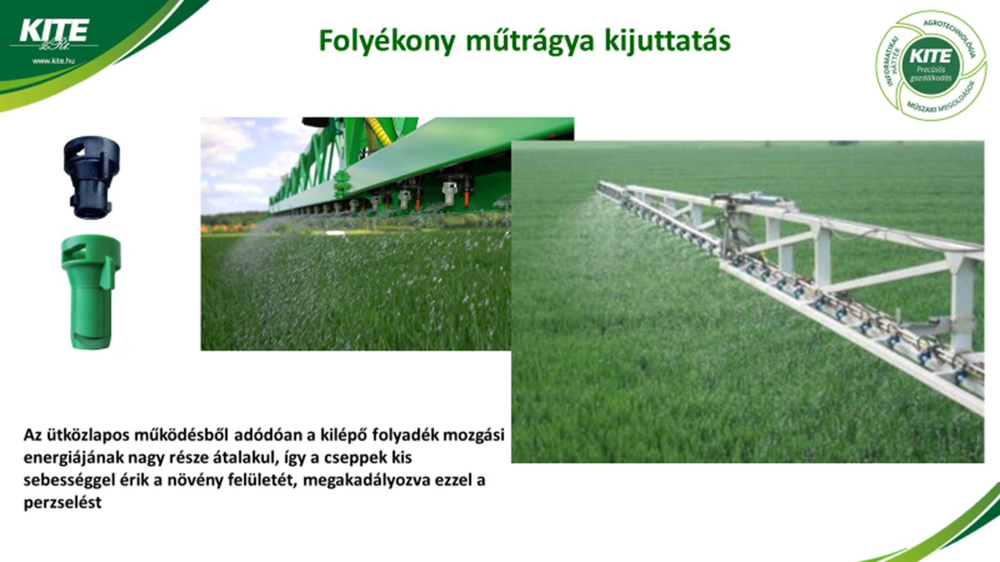 KITE
ZRt.
www.kite.hu
Folyékony műtrágya kijuttatás
AGROTECHNOLÓGIA
INFORMATIKAI
HÁTTÉR
KITE
Precíziós
gazdálkodás
MŰSZAKI MEGOLDÁSOK
Az ütközlapos működésből adódóan a kilépő folyadék mozgási
energiájának nagy része átalakul, így a cseppek kis
sebességgel érik a növény felületét, megakadályozva ezzel a
perzselést